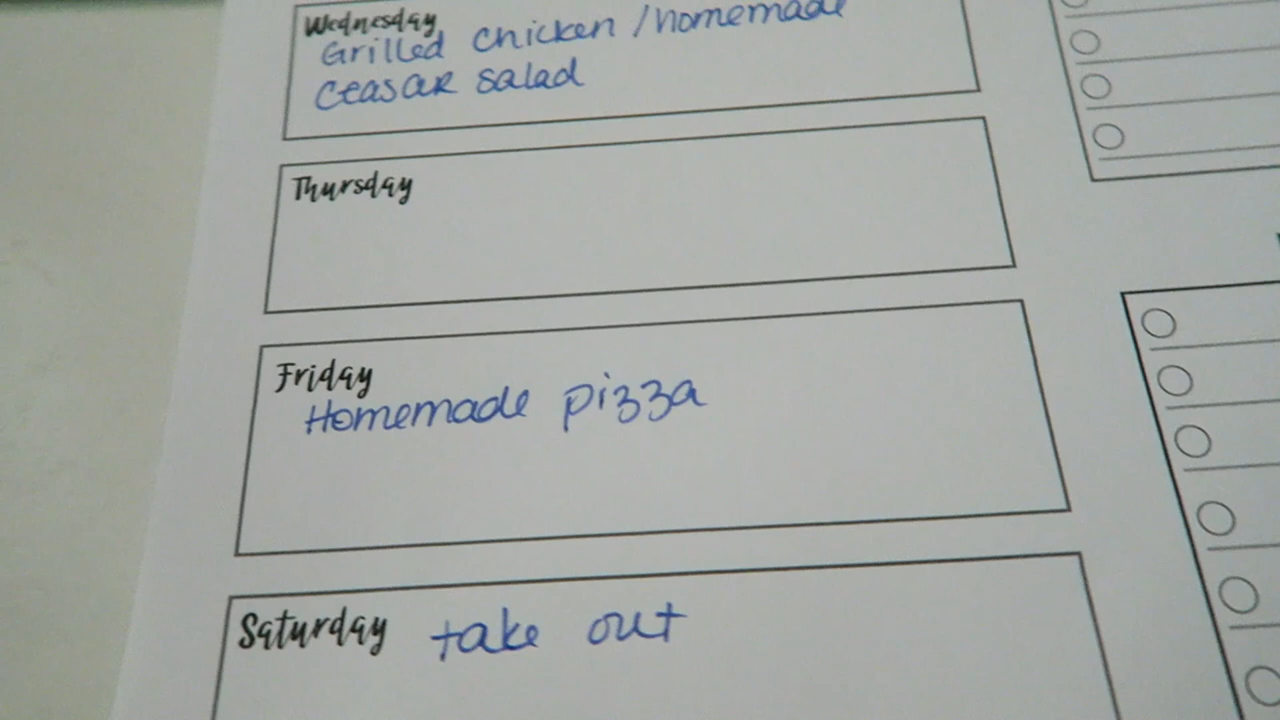 Wednesday
Grilled chicken / homemade
ceasar salad
Thursday
Friday
Homemade pizza
Saturday take out